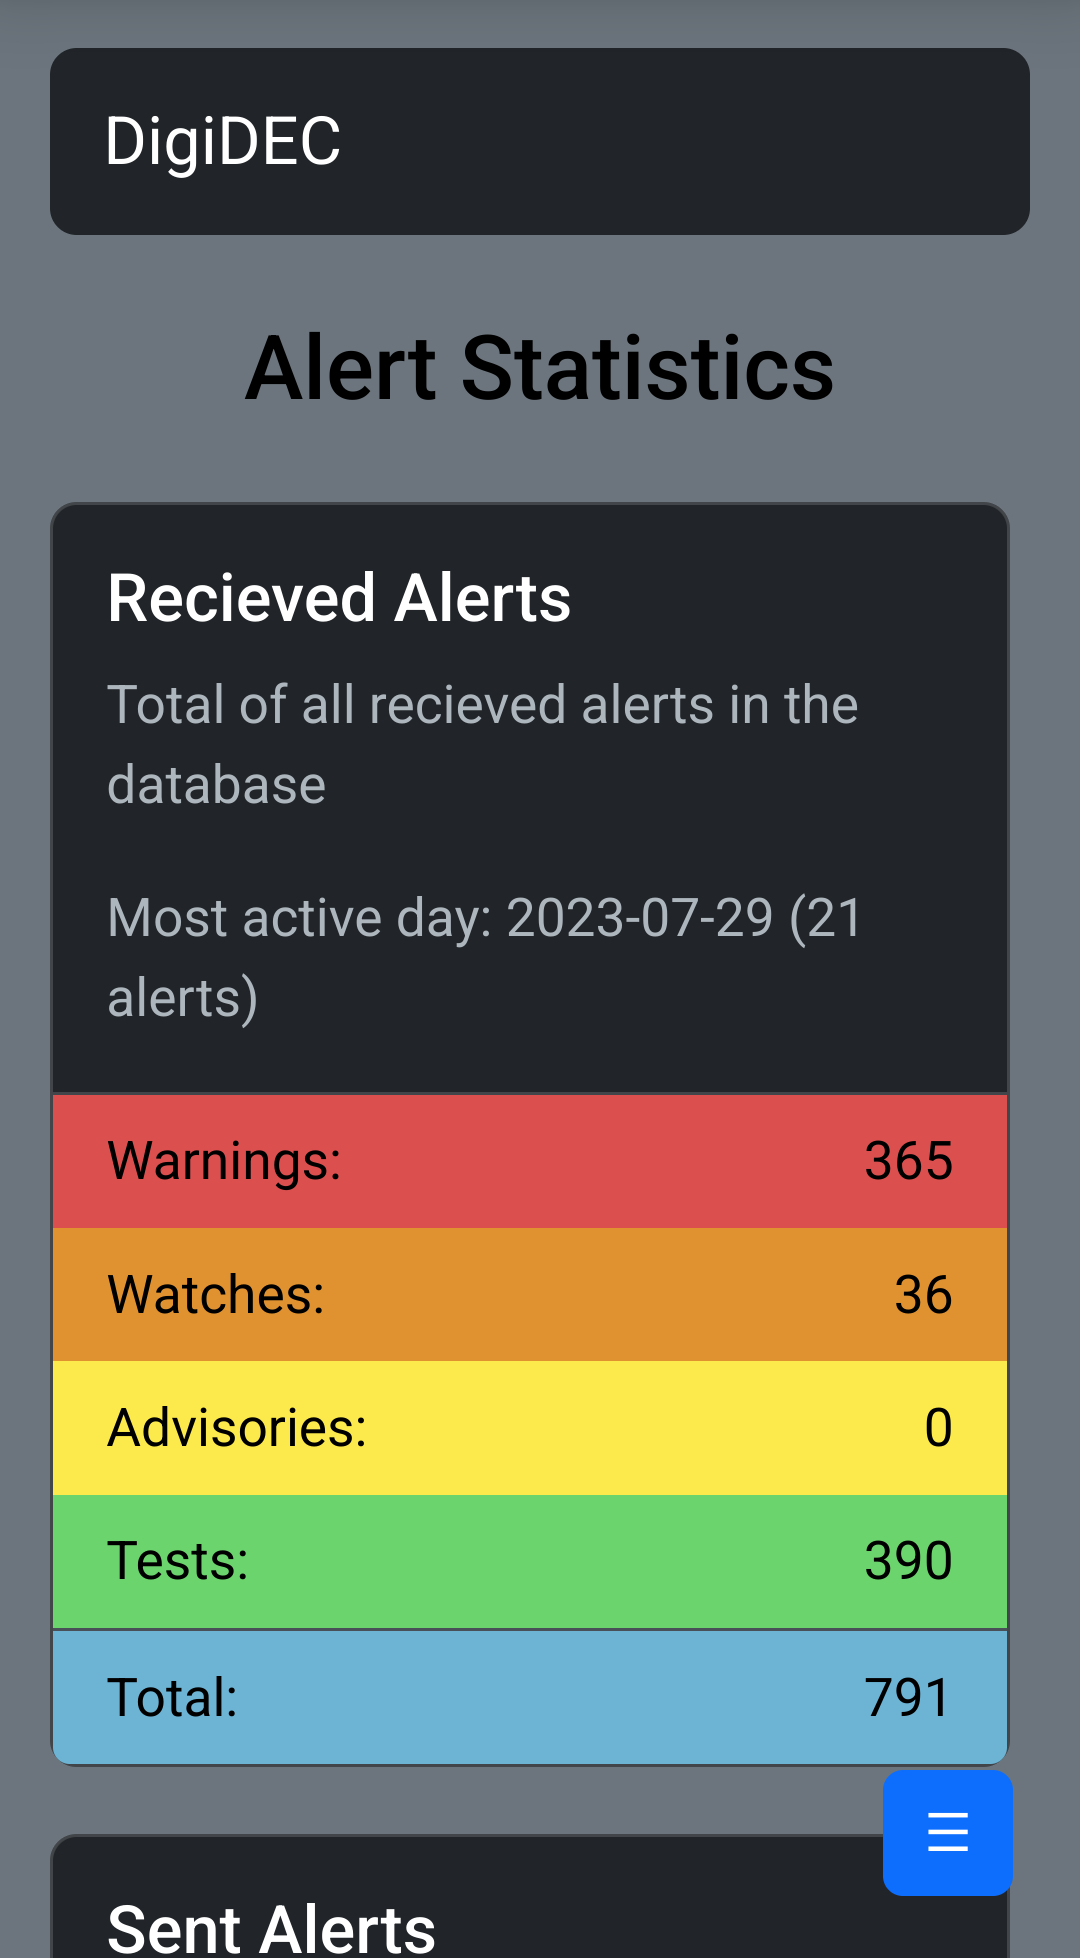 DigiDEC
Alert Statistics
Recieved Alerts
Total of all recieved alerts in the
database
Most active day: 2023-07-29 (21
alerts)
Warnings: 365
Watches: 36
Advisories: 0
Tests: 390
Total: 791
Sent Alerts